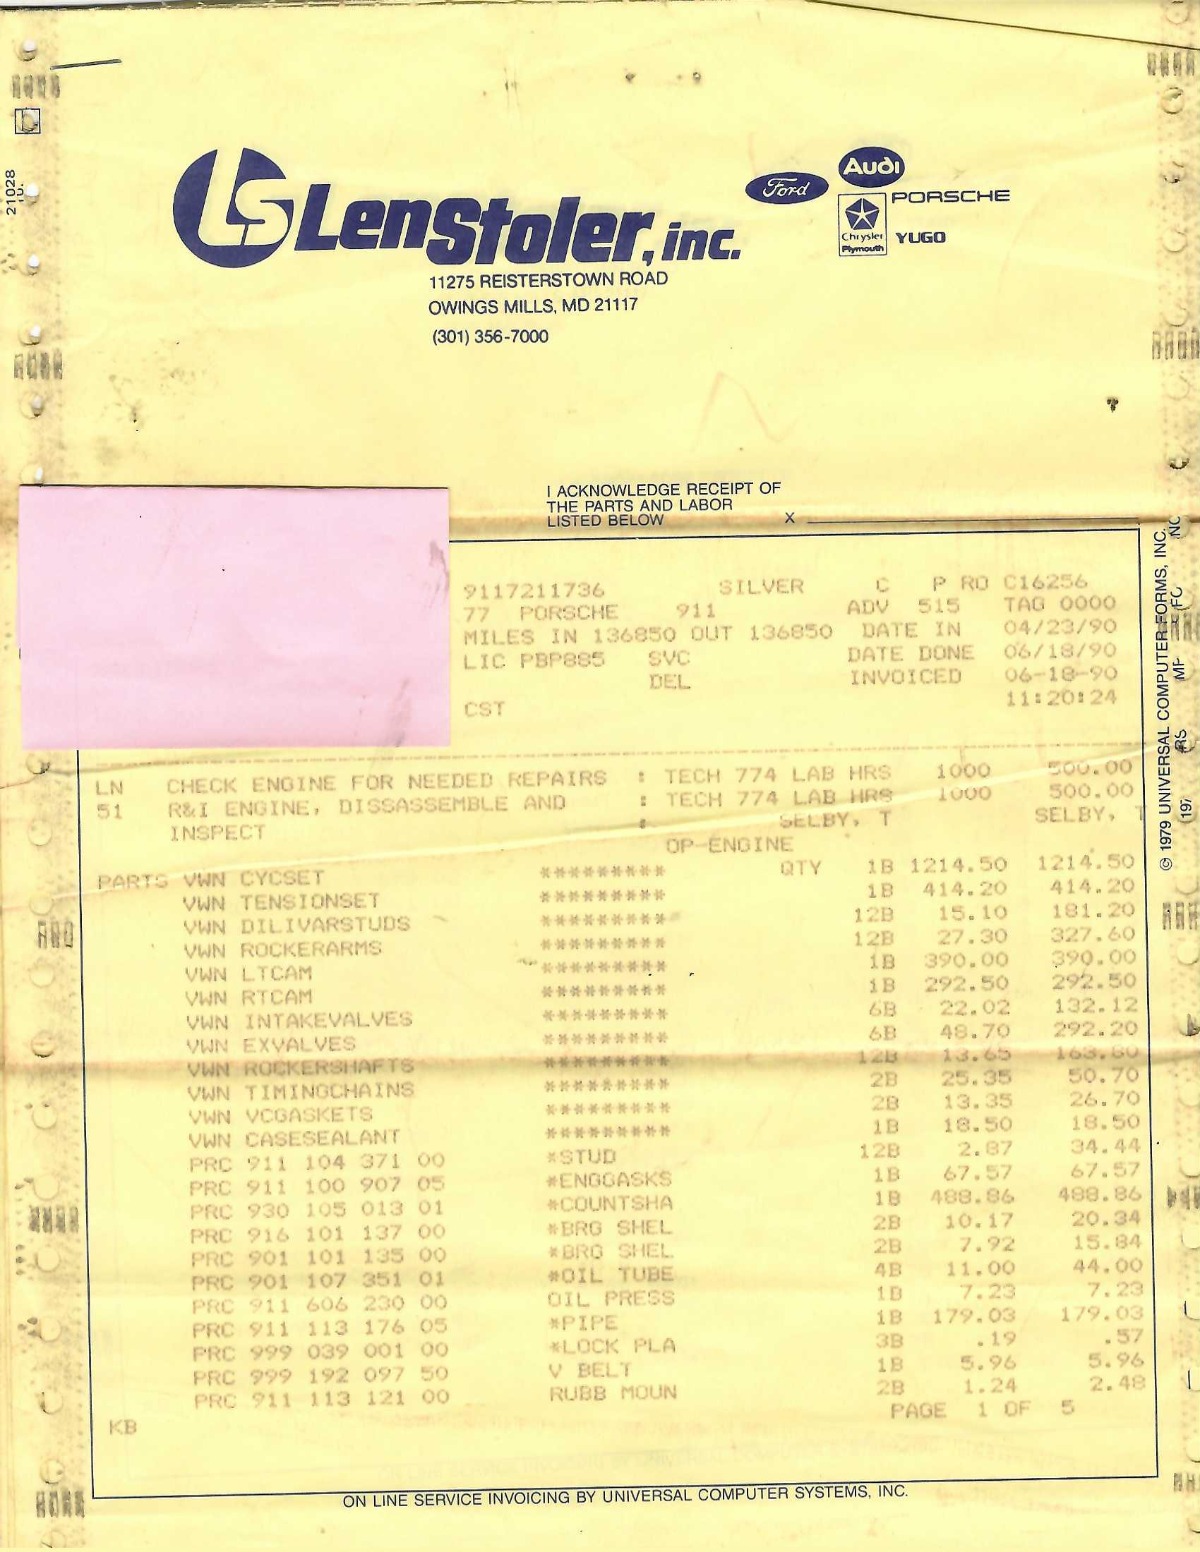 LS LenStoler, inc.
Ford Audi
PORSCHE
Chrysler
Plymouth
YUGO
11275 REISTERSTOWN ROAD
OWINGS MILLS, MD 21117
(301) 356-7000
21028
I ACKNOWLEDGE RECEIPT OF
THE PARTS AND LABOR
LISTED BELOW X
9117211736 SILVER C P RO C16256
77 PORSCHE 911 ADV 515 TAG 0000
MILES IN 136850 OUT 136850 DATE IN 04/23/90
LIC PBP885 SVC DATE DONE 06/18/90
DEL INVOICED 06-18-90
CST 11:20:24
LN CHECK ENGINE FOR NEEDED REPAIRS : TECH 774 LAB HRS 1000 500.00
51 R&I ENGINE, DISSASSEMBLE AND : TECH 774 LAB HRS 1000 500.00
INSPECT : SELBY, T SELBY, T
OP-ENGINE
PARTS VWN CYCSET ********* QTY 1B 1214.50 1214.50
VWN TENSIONSET ********* 1B 414.20 414.20
VWN DILIVARSTUDS ********* 12B 15.10 181.20
VWN ROCKERARMS ********* 12B 27.30 327.60
VWN LTCAM ********* 1B 390.00 390.00
VWN RTCAM ********* 1B 292.50 292.50
VWN INTAKEVALVES ********* 6B 22.02 132.12
VWN EXVALVES ********* 6B 48.70 292.20
VWN ROCKERSHAFTS ********* 12B 13.65 163.80
VWN TIMINGCHAINS ********* 2B 25.35 50.70
VWN VCGASKETS ********* 2B 13.35 26.70
VWN CASESEALANT ********* 1B 18.50 18.50
PRC 911 104 371 00 *STUD 12B 2.87 34.44
PRC 911 100 907 05 *ENGGASKS 1B 67.57 67.57
PRC 930 105 013 01 *COUNTSHA 1B 488.86 488.86
PRC 916 101 137 00 *BRG SHEL 2B 10.17 20.34
PRC 901 101 135 00 *BRG SHEL 2B 7.92 15.84
PRC 901 107 351 01 *OIL TUBE 4B 11.00 44.00
PRC 911 606 230 00 OIL PRESS 1B 7.23 7.23
PRC 911 113 176 05 *PIPE 1B 179.03 179.03
PRC 999 039 001 00 *LOCK PLA 3B .19 .57
PRC 999 192 097 50 V BELT 1B 5.96 5.96
PRC 911 113 121 00 RUBB MOUN 2B 1.24 2.48
PAGE 1 OF 5
KB
ON LINE SERVICE INVOICING BY UNIVERSAL COMPUTER SYSTEMS, INC.
© 1979 UNIVERSAL COMPUTER FORMS, INC.